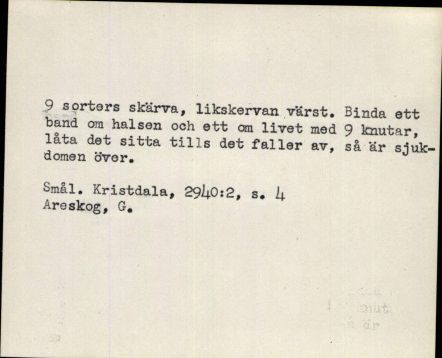 9 sorters skärva, likskervan värst. Binda ett
band om halsen och ett om livet med 9 knutar,
låta det sitta tills det faller av, så är sjuk-
domen över.
Smål. Kristdala, 2940:2, s. 4
Areskog, G.